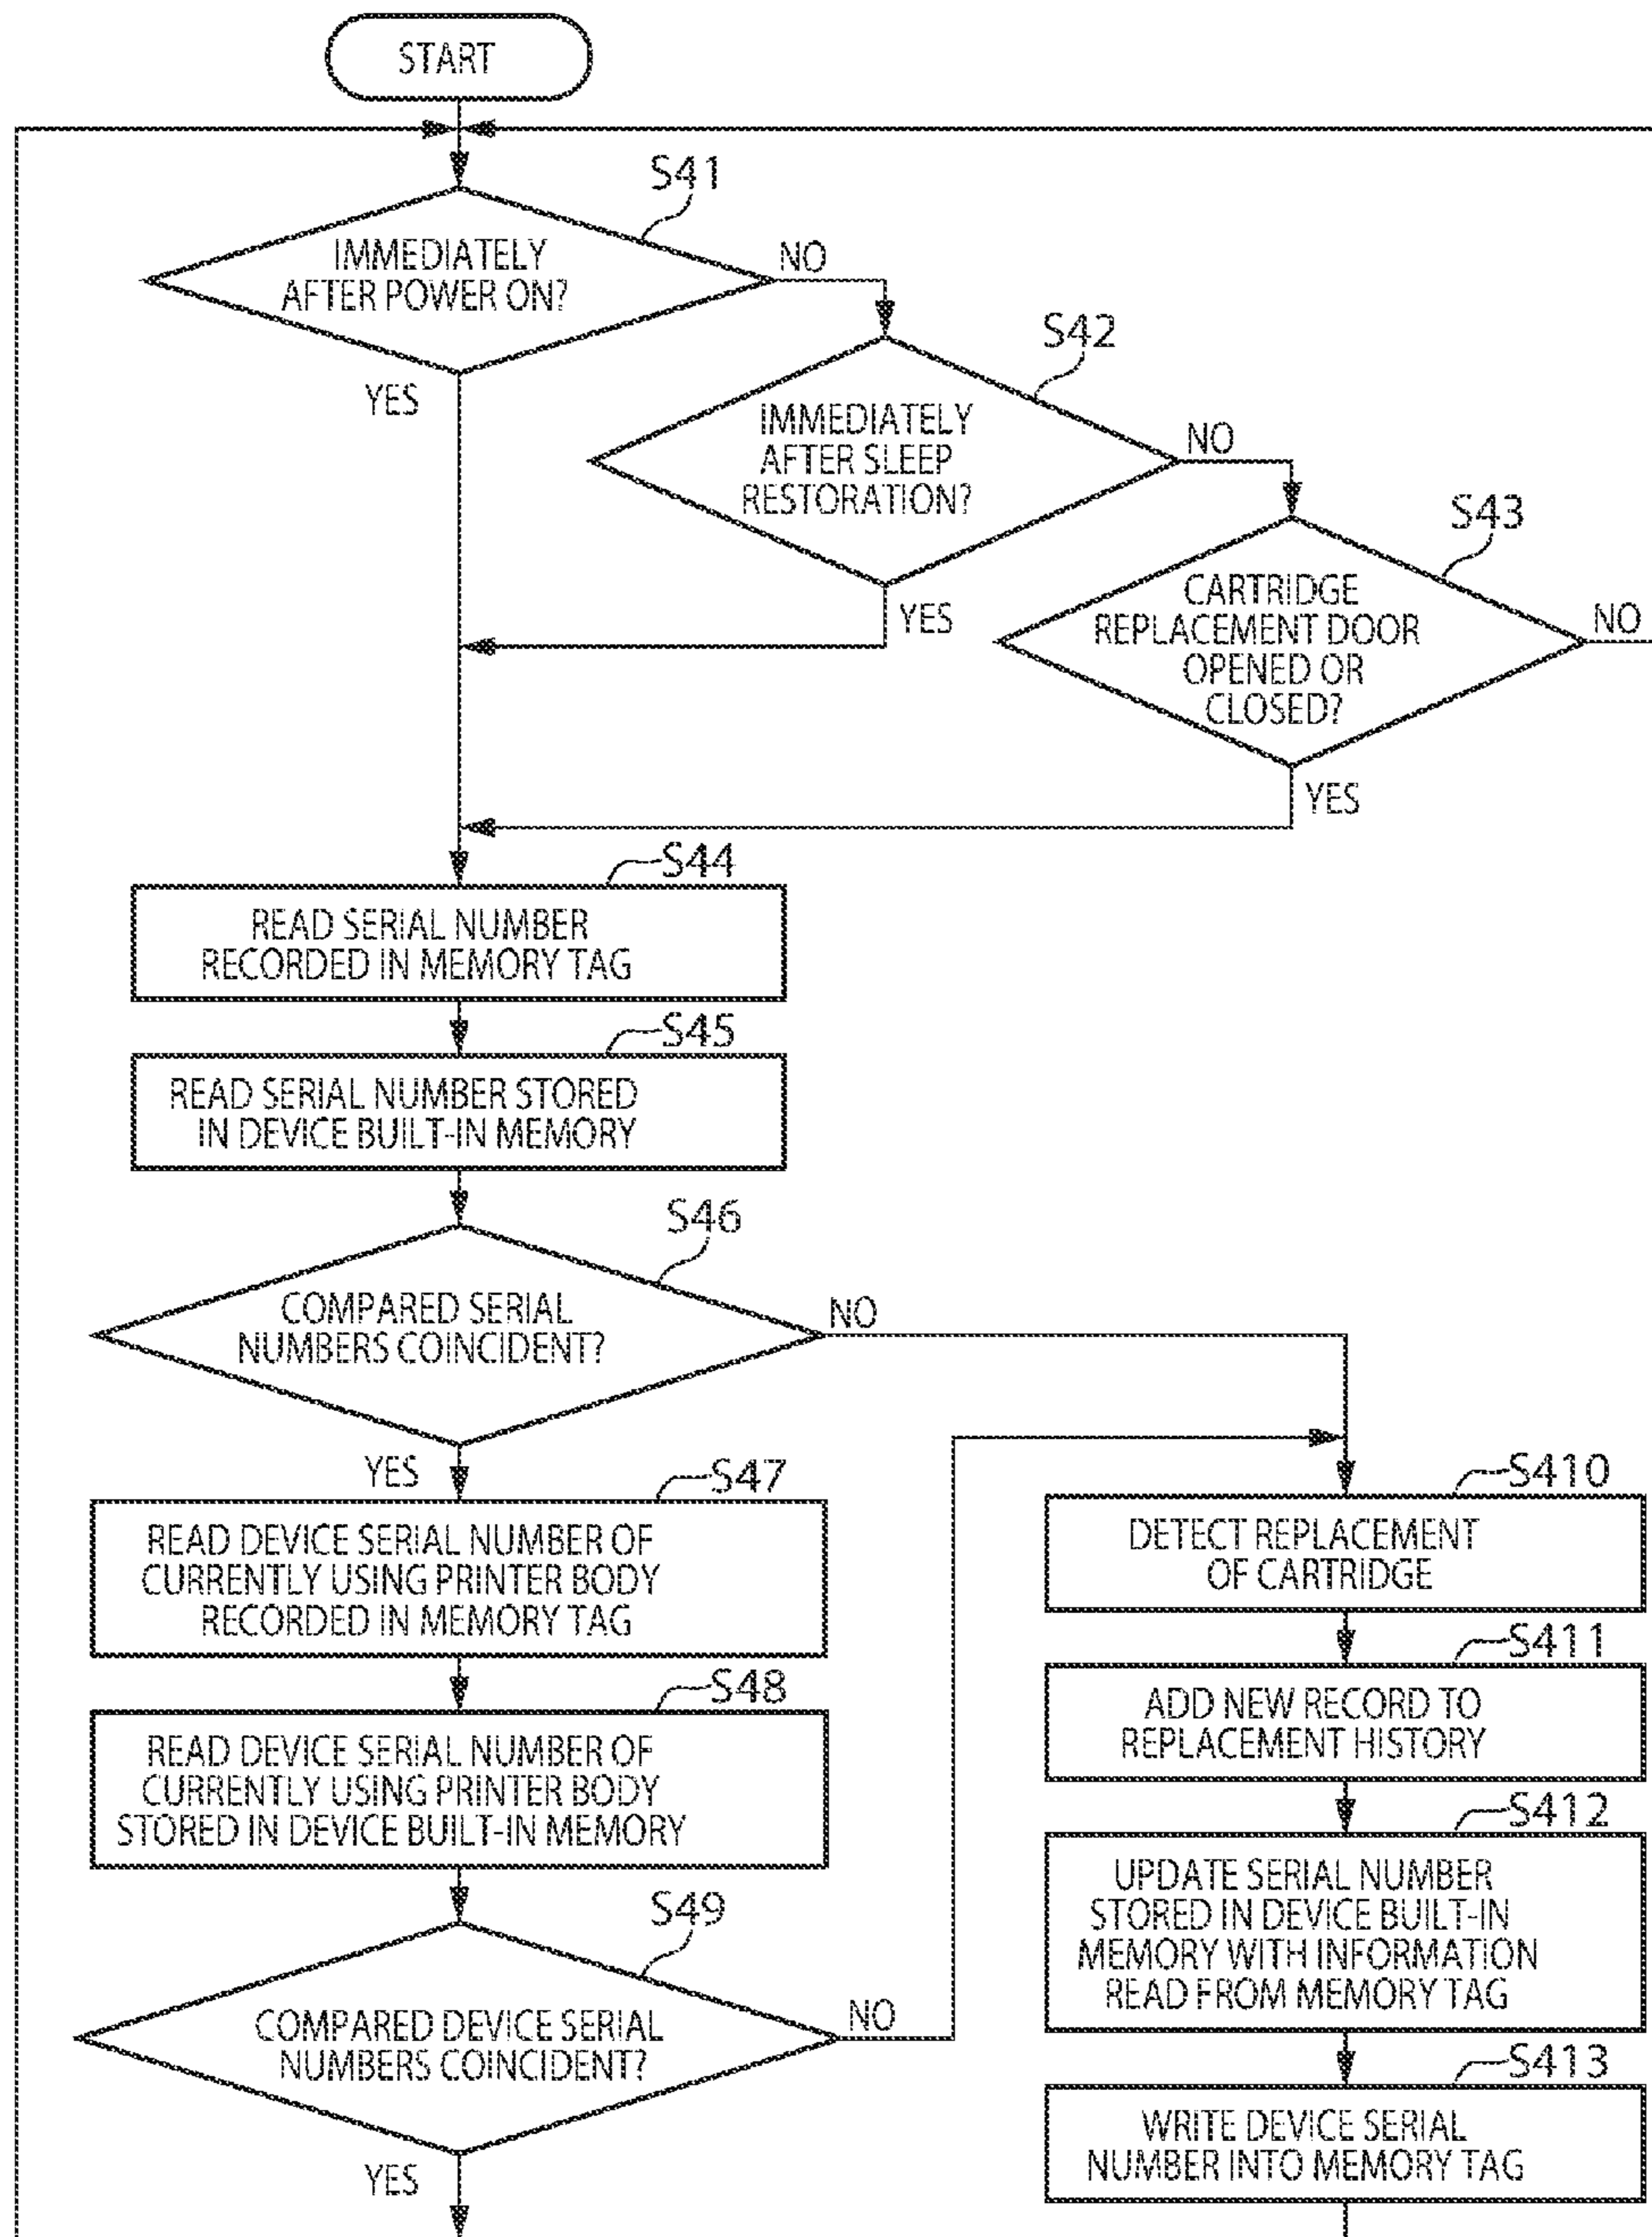 START
S41
IMMEDIATELY
AFTER POWER ON?
NO
YES
S42
IMMEDIATELY
AFTER SLEEP
RESTORATION?
NO
YES
S43
CARTRIDGE
REPLACEMENT DOOR
OPENED OR
CLOSED?
NO
YES
S44
READ SERIAL NUMBER
RECORDED IN MEMORY TAG
S45
READ SERIAL NUMBER STORED
IN DEVICE BUILT-IN MEMORY
S46
COMPARED SERIAL
NUMBERS COINCIDENT?
NO
YES
S47
READ DEVICE SERIAL NUMBER OF
CURRENTLY USING PRINTER BODY
RECORDED IN MEMORY TAG
S48
READ DEVICE SERIAL NUMBER OF
CURRENTLY USING PRINTER BODY
STORED IN DEVICE BUILT-IN MEMORY
S49
COMPARED DEVICE SERIAL
NUMBERS COINCIDENT?
NO
YES
S410
DETECT REPLACEMENT
OF CARTRIDGE
S411
ADD NEW RECORD TO
REPLACEMENT HISTORY
S412
UPDATE SERIAL NUMBER
STORED IN DEVICE BUILT-IN
MEMORY WITH INFORMATION
READ FROM MEMORY TAG
S413
WRITE DEVICE SERIAL
NUMBER INTO MEMORY TAG